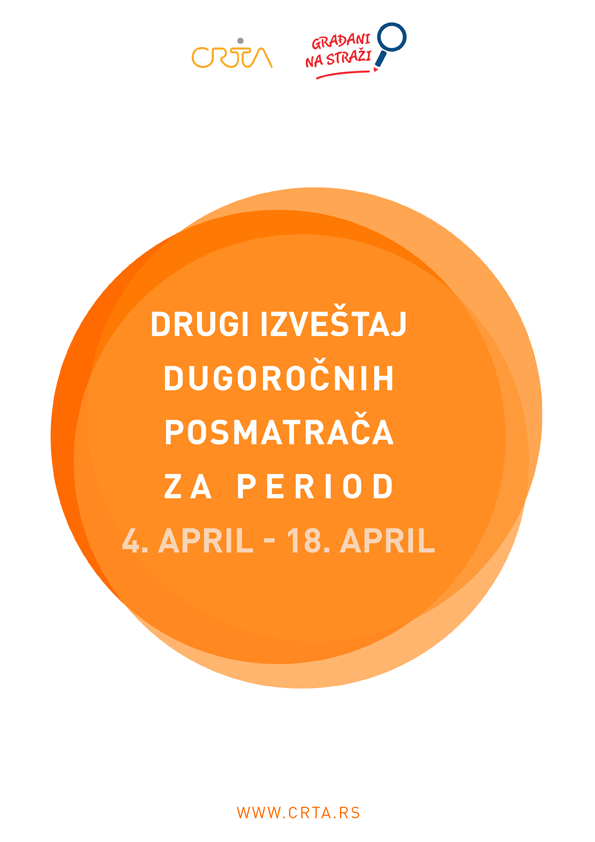 CRTA
GRAĐANI
NA STRAŽI
DRUGI IZVEŠTAJ
DUGOROČNIH
POSMATRAČA
ZA PERIOD
4. APRIL - 18. APRIL
WWW.CRTA.RS